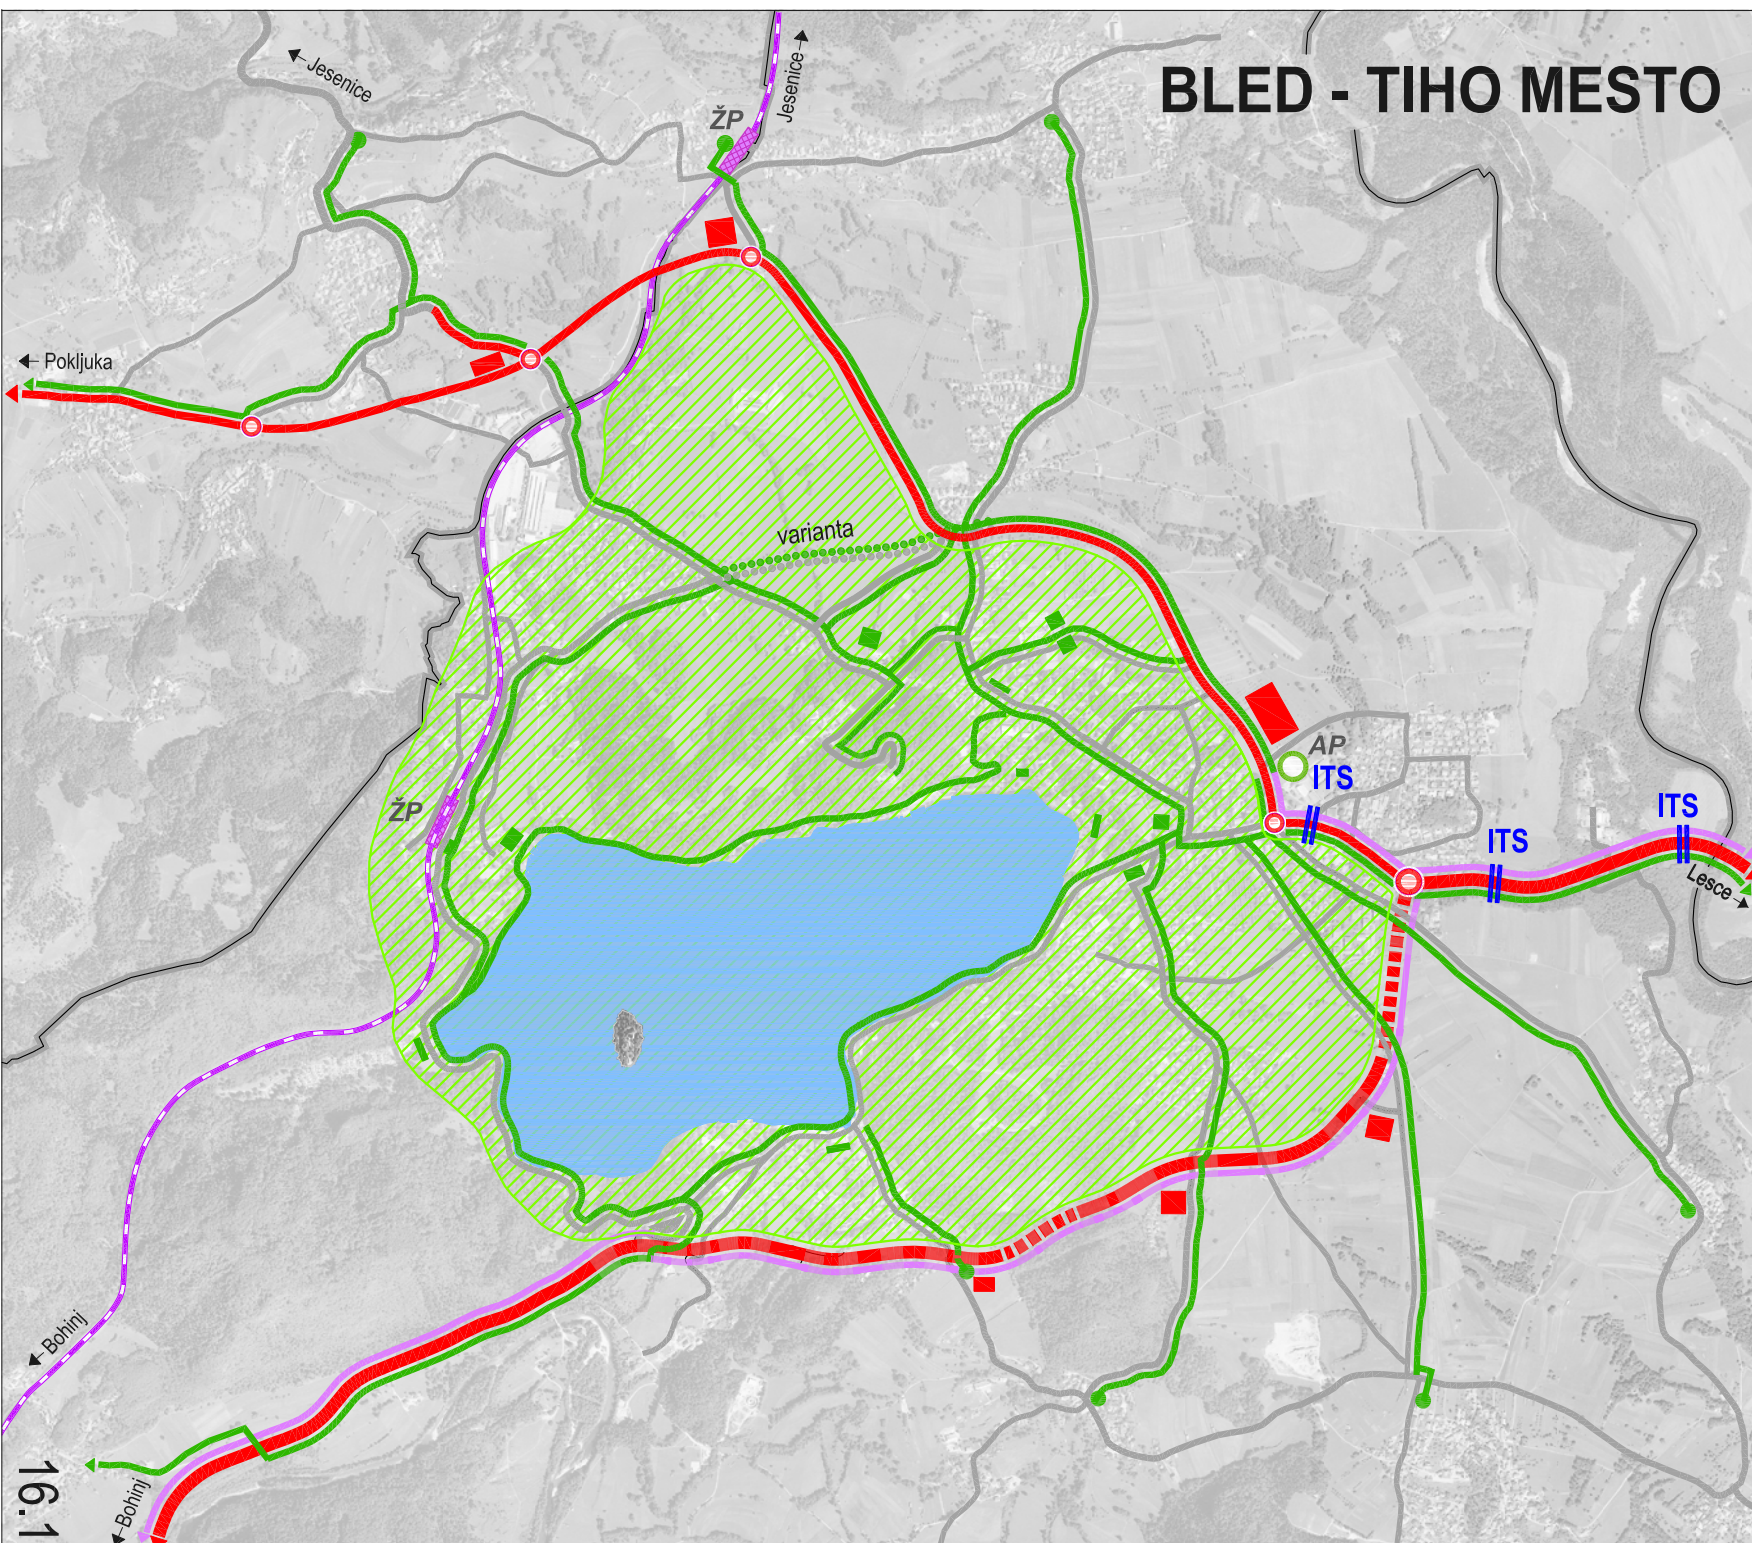 BLED - TIHO MESTO
Jesenice
Jesenice
ŽP
Pokljuka
varianta
AP
ITS
ŽP
ITS
ITS
Lesce
Bohinj
Bohinj
16.1